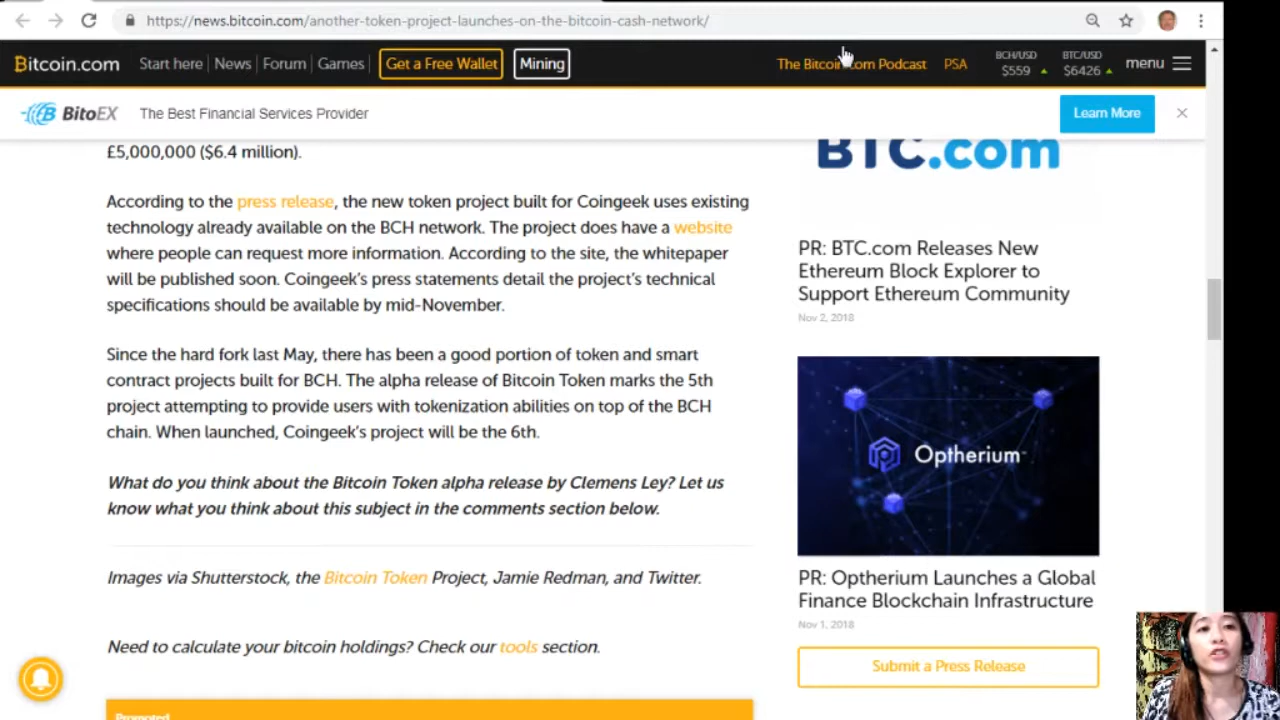 https://news.bitcoin.com/another-token-project-launches-on-the-bitcoin-cash-network/
Bitcoin.com
Start here
News
Forum
Games
Get a Free Wallet
Mining
The Bitcoin.com Podcast
PSA
BCH/USD
$559
BTC/USD
$6426
menu
BitoEX
The Best Financial Services Provider
Learn More
£5,000,000 ($6.4 million).
According to the press release, the new token project built for Coingeek uses existing
technology already available on the BCH network. The project does have a website
where people can request more information. According to the site, the whitepaper
will be published soon. Coingeek's press statements detail the project's technical
specifications should be available by mid-November.
Since the hard fork last May, there has been a good portion of token and smart
contract projects built for BCH. The alpha release of Bitcoin Token marks the 5th
project attempting to provide users with tokenization abilities on top of the BCH
chain. When launched, Coingeek's project will be the 6th.
What do you think about the Bitcoin Token alpha release by Clemens Ley? Let us
know what you think about this subject in the comments section below.
Images via Shutterstock, the Bitcoin Token Project, Jamie Redman, and Twitter.
Need to calculate your bitcoin holdings? Check our tools section.
Promoted
BTC.com
PR: BTC.com Releases New
Ethereum Block Explorer to
Support Ethereum Community
Nov 2, 2018
Optherium
PR: Optherium Launches a Global
Finance Blockchain Infrastructure
Nov 1, 2018
Submit a Press Release